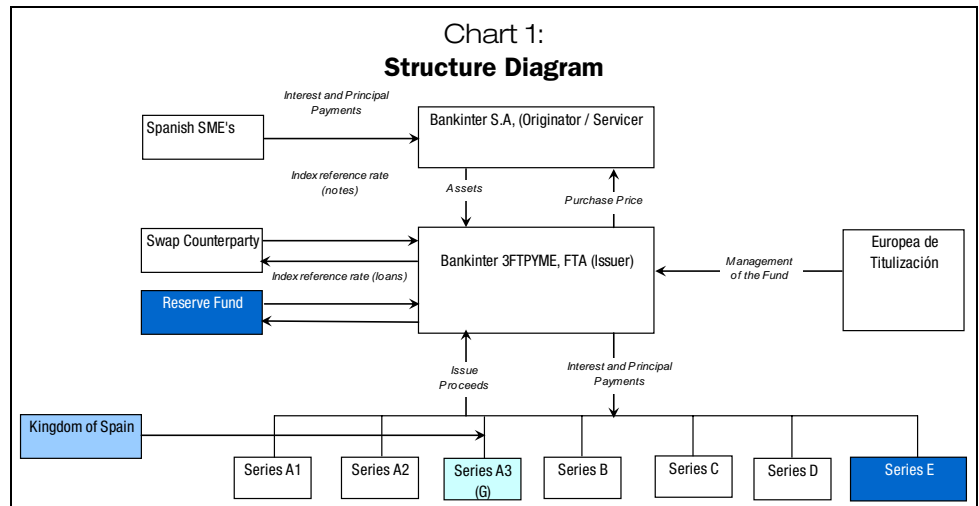 Chart 1:
Structure Diagram
Interest and Principal
Payments
Spanish SME's
Bankinter S.A, (Originator / Servicer
Index reference rate
(notes)
Assets
Purchase Price
Swap Counterparty
Bankinter 3FTPYME, FTA (Issuer)
Europea de
Titulización
Management
of the Fund
Index reference rate (loans)
Reserve Fund
Issue
Proceeds
Interest and Principal
Payments
Kingdom of Spain
Series A1
Series A2
Series A3
(G)
Series B
Series C
Series D
Series E